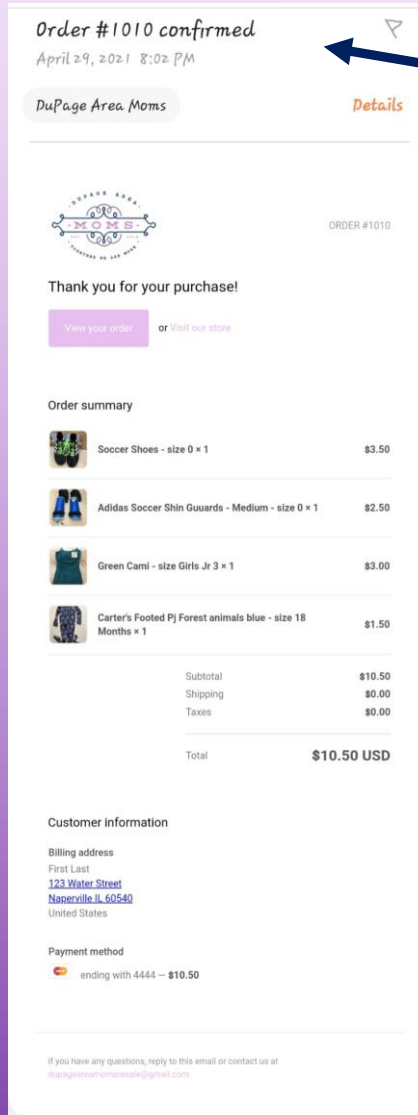 Order #1010 confirmed
April 29, 2021 8:02 PM
DuPage Area Moms
Details
DUPAGE AREA
MOMS
ORDER #1010
Thank you for your purchase!
View your order or Visit our store
Order summary
Soccer Shoes - size 0 × 1 $3.50
Adidas Soccer Shin Guuards - Medium - size 0 × 1 $2.50
Green Cami - size Girls Jr 3 × 1 $3.00
Carter's Footed Pj Forest animals blue - size 18
Months × 1 $1.50
Subtotal $10.50
Shipping $0.00
Taxes $0.00
Total $10.50 USD
Customer information
Billing address
First Last
123 Water Street
Naperville IL 60540
United States
Payment method
ending with 4444 — $10.50
If you have any questions, reply to this email or contact us at
dupageareamomsresale@gmail.com